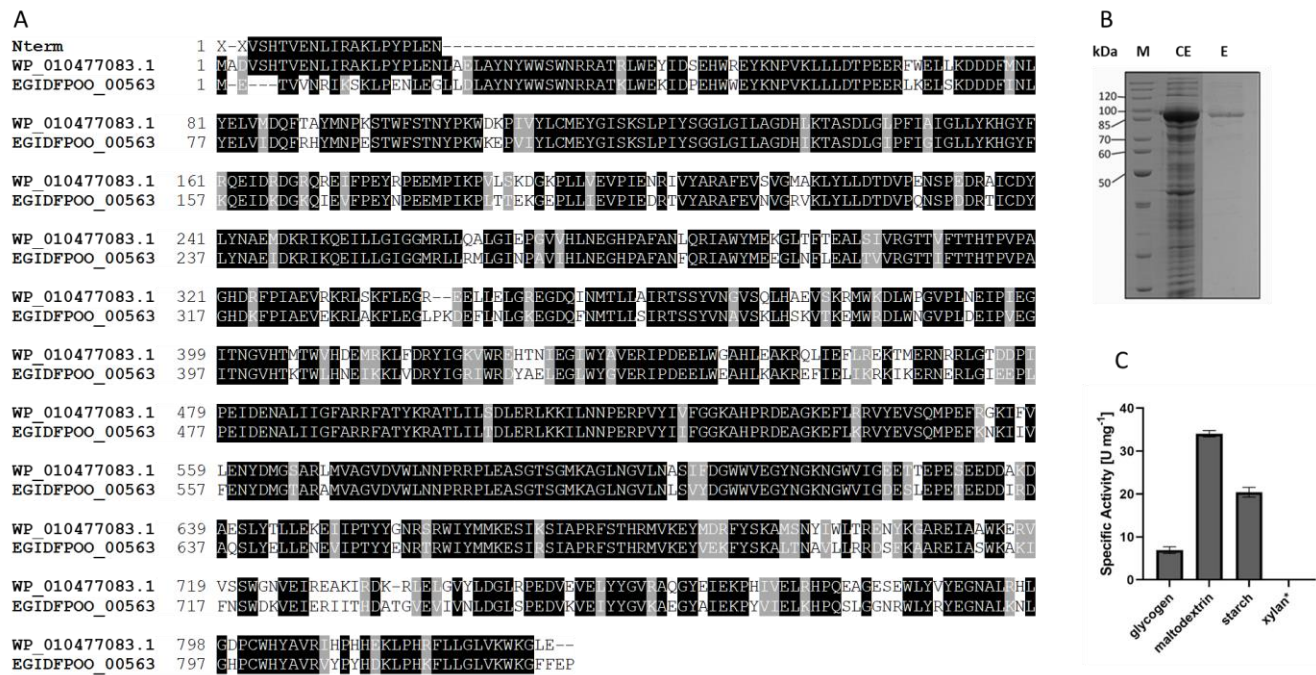 A
Nterm 1 X-XVSHTVENLIRAKLPYPLEN------------------------------------------------------------
WP_010477083.1 1 MADVSHTVENLIRAKLPYPLENLAELAYNYWWSWNRRATRLWEYIDSEHWREYKNPVKLLLDTPEERFWELLKDDDFMNL
EGIDFPOO_00563 1 M-E---TVVNRIKSKLPENLEGLLDLAYNYWWSWNRRATKLWEKIDPEHWWEYKNPVKLLLDTPEERLKELSKDDDFINL
WP_010477083.1 81 YELVMDQFTAYMNPKSTWFSTNYPKWDKPIVYLCMEYGISKSLPIYSGGLGILAGDHLKTASDLGLPFIAIGLLYKHGYF
EGIDFPOO_00563 77 YELVIDQFRHYMNPESTWFSTNYPKWKEPVIYLCMEYGISKSLPIYSGGLGILAGDHIKTASDLGIPFIGIGLLYKHGYF
WP_010477083.1 161 RQEIDRDGRQREIFPEYRPEEMPIKPVLSKDGKPLLVEVPIENRIVYARAFEVSVGMAKLYLLDTDVPENSPEDRAICDY
EGIDFPOO_00563 157 KQEIDKDGKQIEVFPEYNPEEMPIKPLTTEKGEPLLIEVPIEDRTVYARAFEVNVGRVKLYLLDTDVPQNSPDDRTICDY
WP_010477083.1 241 LYNAEMDKRIKQEILLGIGGMRLLQALGIEPGVVHLNEGHPAFANLQRIAWYMEKGLTFTEALSIVRGTTVFTTHTPVPA
EGIDFPOO_00563 237 LYNAEIDKRIKQEILLGIGGMRLLRMLGINPAVIHLNEGHPAFANFQRIAWYMEEGLNFLEALTVVRGTTIFTTHTPVPA
WP_010477083.1 321 GHDRFPIAEVRKRLSKFLEGR--EELLELGREGDQINMTLLAIRTSSYVNGVSQLHAEVSKRMWKDLWPGVPLNEIPIEG
EGIDFPOO_00563 317 GHDKFPIAEVEKRLAKFLEGLPKDEFLNLGKEGDQFNMTLLSIRTSSYVNAVSKLHSKVTKEMWRDLWNGVPLDEIPVEG
WP_010477083.1 399 ITNGVHTMTWVHDEMRKLFDRYIGKVWREHTNIEGIWYAVERIPDEELWGAHLEAKRQLIEFLREKTMERNRRLGTDDPL
EGIDFPOO_00563 397 ITNGVHTKTWLHNEIKKLVDRYIGRIWRDYAELEGLWYGVERIPDEELWEAHLKAKREFIELIKRKIKERNERLGIEEPL
WP_010477083.1 479 PEIDENALIIGFARRFATYKRATLILSDLERLKKILNNPERPVYIVFGGKAHPRDEAGKEFLRRVYEVSQMPEFRGKIFV
EGIDFPOO_00563 477 PEIDENALIIGFARRFATYKRATLILTDLERLKKILNNPERPVYIIFGGKAHPRDEAGKEFLKRVYEVSQMPEFKNKIIV
WP_010477083.1 559 LENYDMGSARLMVAGVDVWLNNPRRPLEASGTSGMKAGLNGVLNASIFDGWWVEGYNGKNGWVIGEETTEPESEEDDAKD
EGIDFPOO_00563 557 FENYDMGTARAMVAGVDVWLNNPRRPLEASGTSGMKAGLNGVLNLSVYDGWWVEGYNGKNGWVIGDESLEPETEEDDIRD
WP_010477083.1 639 AESLYTLLEKEIIPTYYGNRSRWIYMMKESIKSIAPRFSTHRMVKEYMDRFYSKAMSNYIWLTRENYKGAREIAAWKERV
EGIDFPOO_00563 637 AQSLYELLENEVIPTYYENRTRWIYMMKESIRSIAPRFSTHRMVKEYVEKFYSKALTNAVLLRRDSFKAAREIASWKAKI
WP_010477083.1 719 VSSWGNVEIREAKIRDK-RLELGVYLDGLRPEDVEVELYYGVRAQGYEIEKPHIVELRHPQEAGESEWLYVYEGNALRHL
EGIDFPOO_00563 717 FNSWDKVEIERIITHDATGVEVIVNLDGLSPEDVKVEIYYGVKAEGYAIEKPYVIELKHPQSLGGNRWLYRYEGNALKNL
WP_010477083.1 798 GDPCWHYAVRIHPHHEKLPHRFLLGLVKWKGLE--
EGIDFPOO_00563 797 GHPCWHYAVRVYPYHDKLPHKFLLGLVKWKGFFEP
B
kDa M CE E
120
100
85
70
60
50
C
Specific Activity [U mg⁻¹]
40
30
20
10
0
glycogen
maltodextrin
starch
xylan*